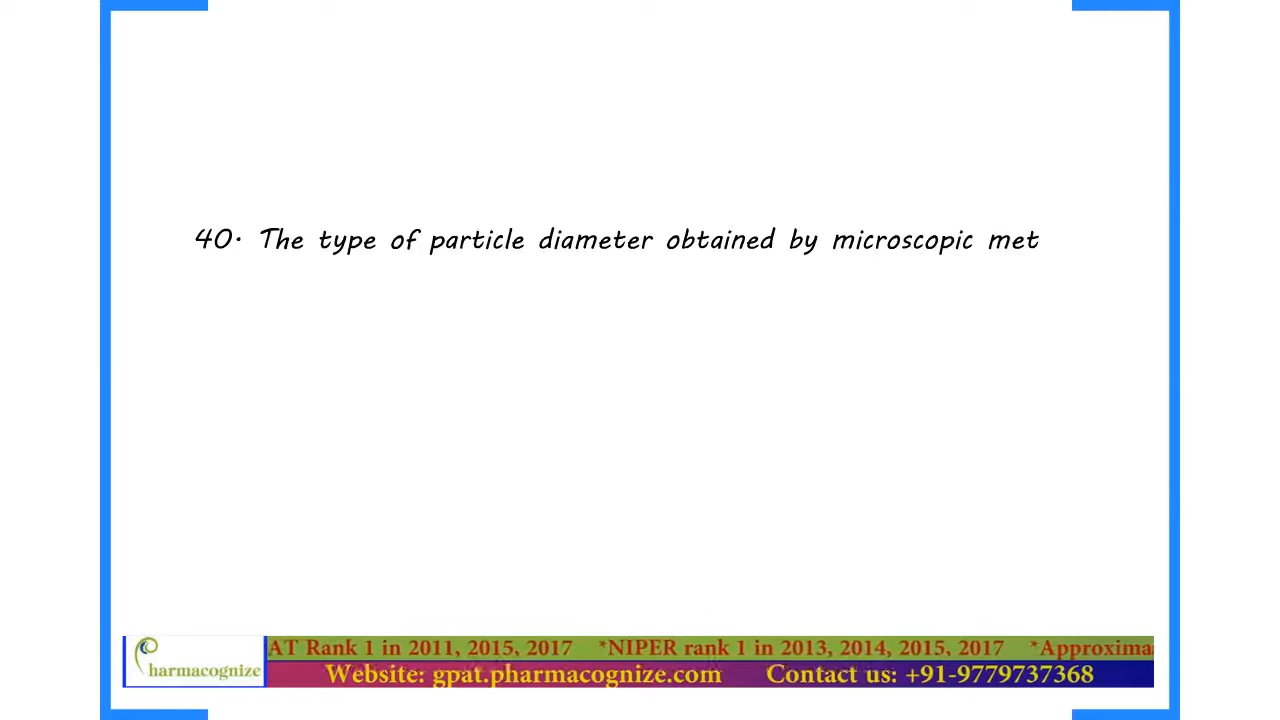 40. The type of particle diameter obtained by microscopic met
AT Rank 1 in 2011, 2015, 2017 *NIPER rank 1 in 2013, 2014, 2015, 2017 *Approxima
harmacognize
Website: gpat.pharmacognize.com Contact us: +91-9779737368